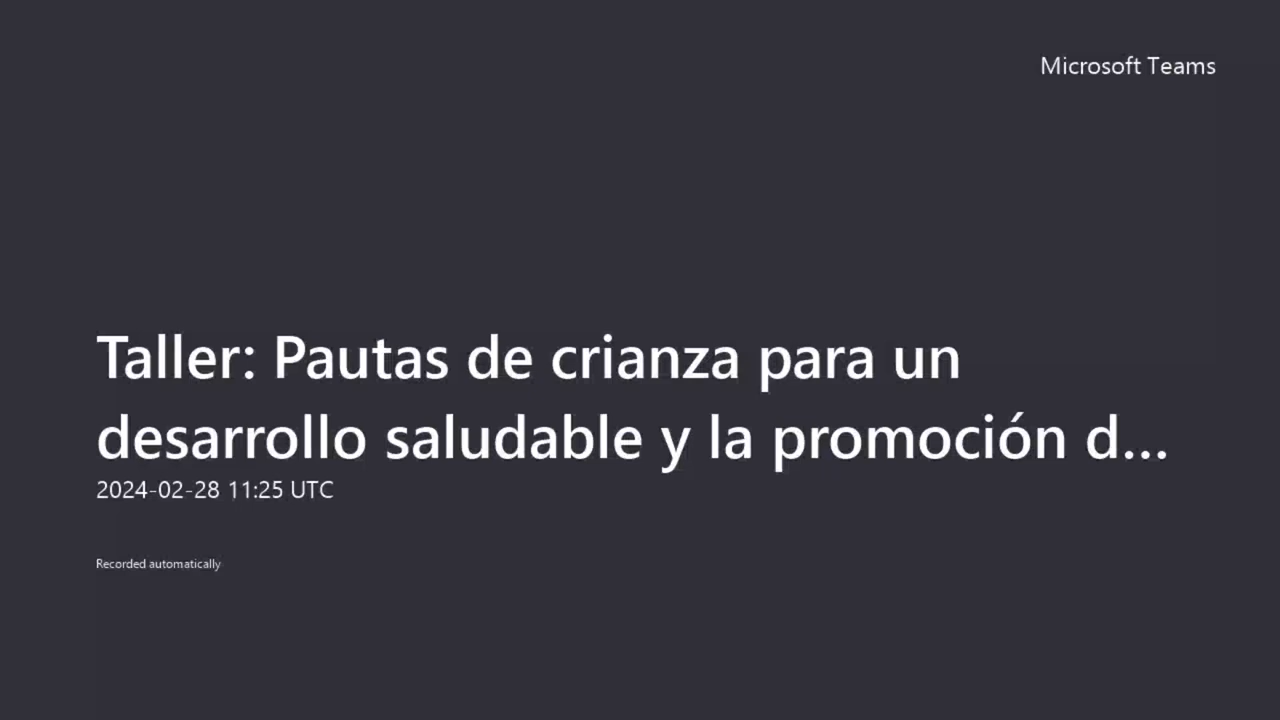 Microsoft Teams
Taller: Pautas de crianza para un
desarrollo saludable y la promoción d...
2024-02-28 11:25 UTC
Recorded automatically